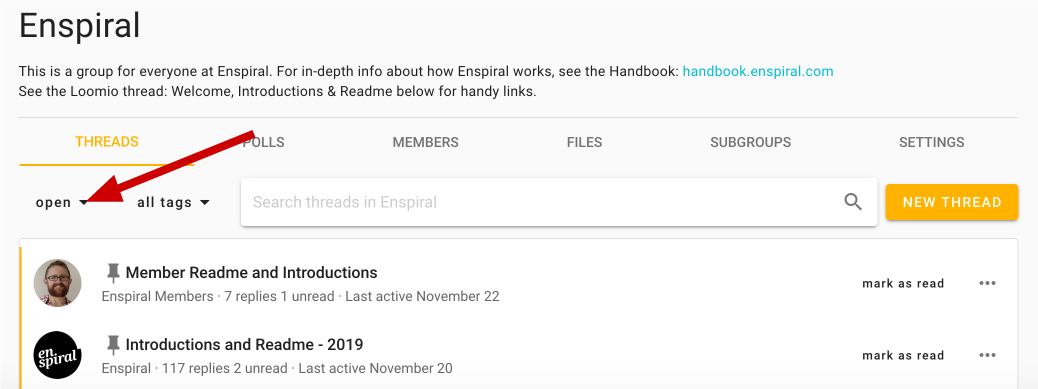 Enspiral
This is a group for everyone at Enspiral. For in-depth info about how Enspiral works, see the Handbook: handbook.enspiral.com
See the Loomio thread: Welcome, Introductions & Readme below for handy links.
THREADS POLLS MEMBERS FILES SUBGROUPS SETTINGS
open all tags Search threads in Enspiral NEW THREAD
Member Readme and Introductions
Enspiral Members · 7 replies 1 unread · Last active November 22
mark as read
en
spiral
Introductions and Readme - 2019
Enspiral · 117 replies 2 unread · Last active November 20
mark as read